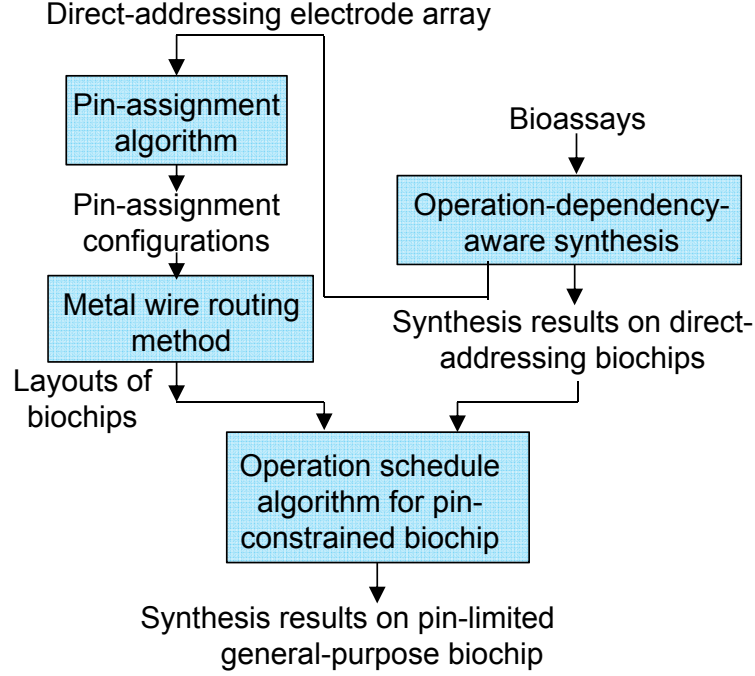 Direct-addressing electrode array
Pin-assignment
algorithm
Pin-assignment
configurations
Metal wire routing
method
Layouts of
biochips
Bioassays
Operation-dependency-
aware synthesis
Synthesis results on direct-
addressing biochips
Operation schedule
algorithm for pin-
constrained biochip
Synthesis results on pin-limited
general-purpose biochip